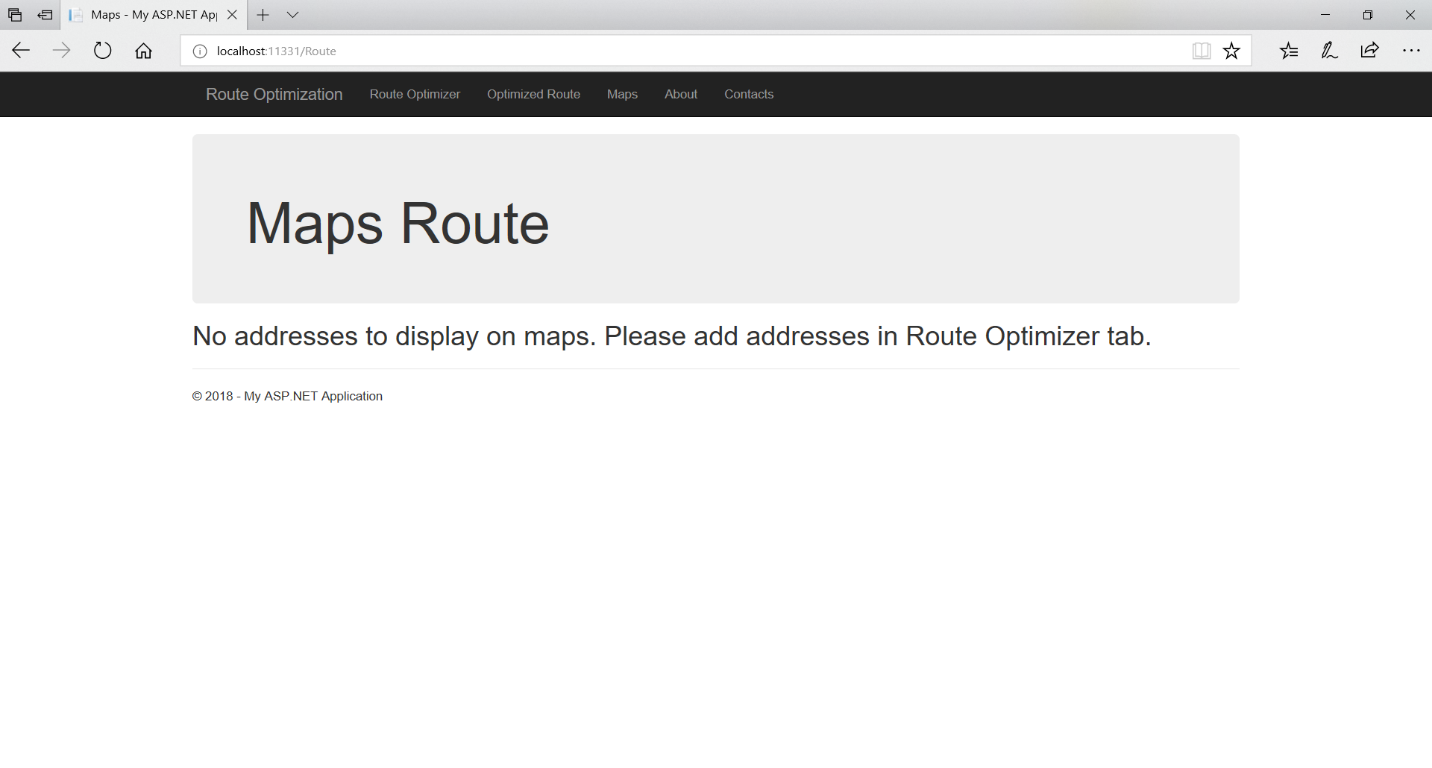 Maps - My ASP.NET Ap
localhost:11331/Route
Route Optimization Route Optimizer Optimized Route Maps About Contacts
Maps Route
No addresses to display on maps. Please add addresses in Route Optimizer tab.
© 2018 - My ASP.NET Application